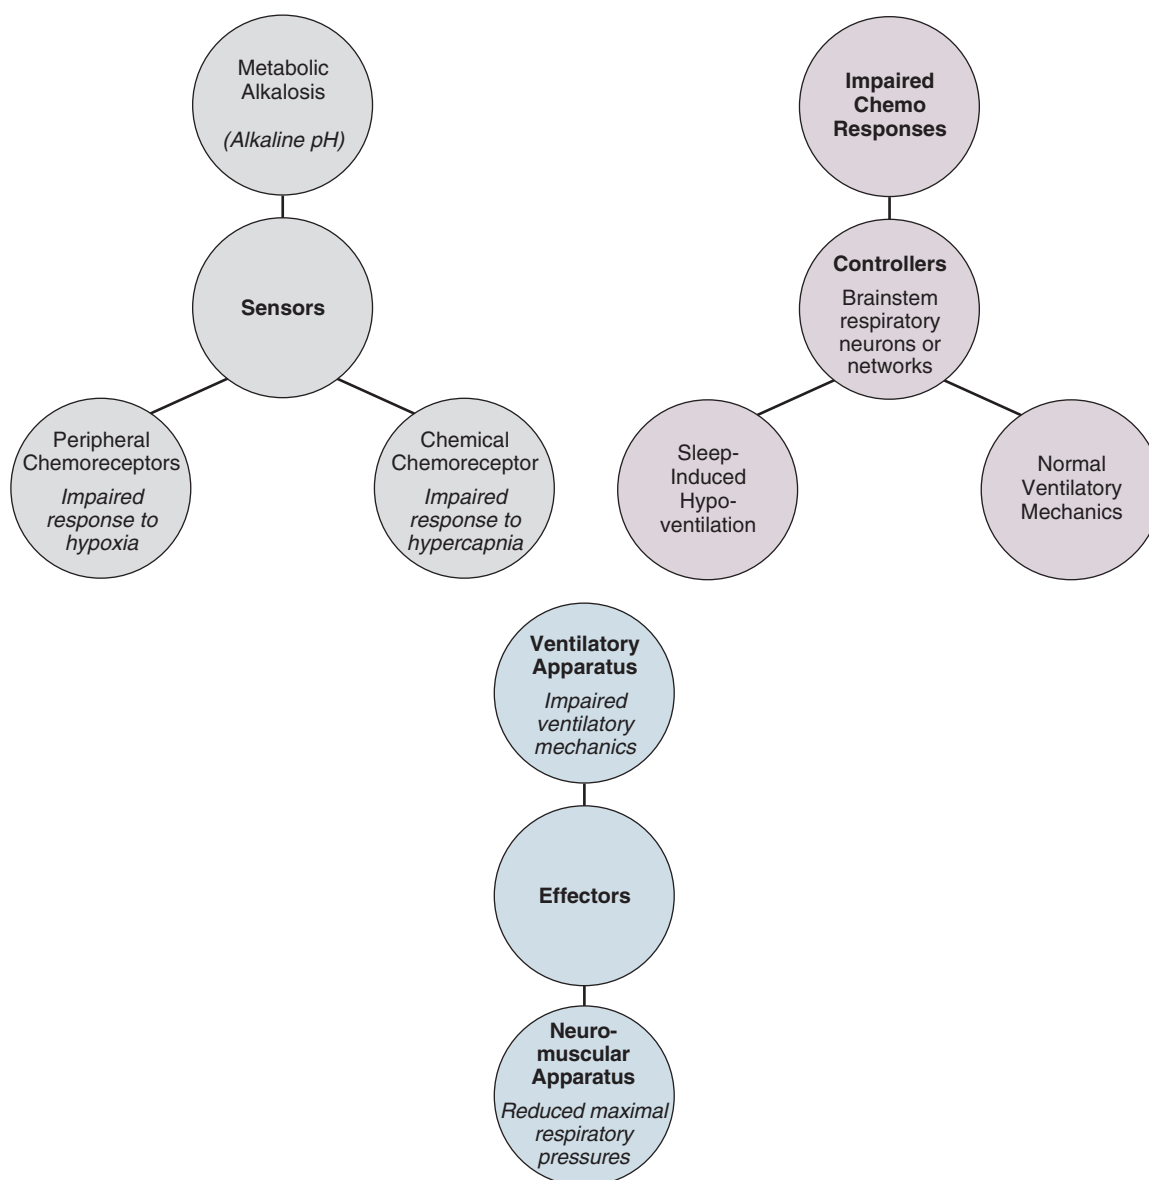 Metabolic
Alkalosis
(Alkaline pH)
Sensors
Peripheral
Chemoreceptors
Impaired
response to
hypoxia
Chemical
Chemoreceptor
Impaired
response to
hypercapnia
Impaired
Chemo
Responses
Controllers
Brainstem
respiratory
neurons or
networks
Sleep-
Induced
Hypo-
ventilation
Normal
Ventilatory
Mechanics
Ventilatory
Apparatus
Impaired
ventilatory
mechanics
Effectors
Neuro-
muscular
Apparatus
Reduced maximal
respiratory
pressures